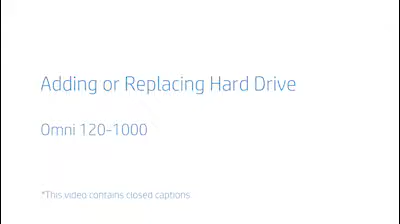 Adding or Replacing Hard Drive
Omni 120-1000
*This video contains closed captions